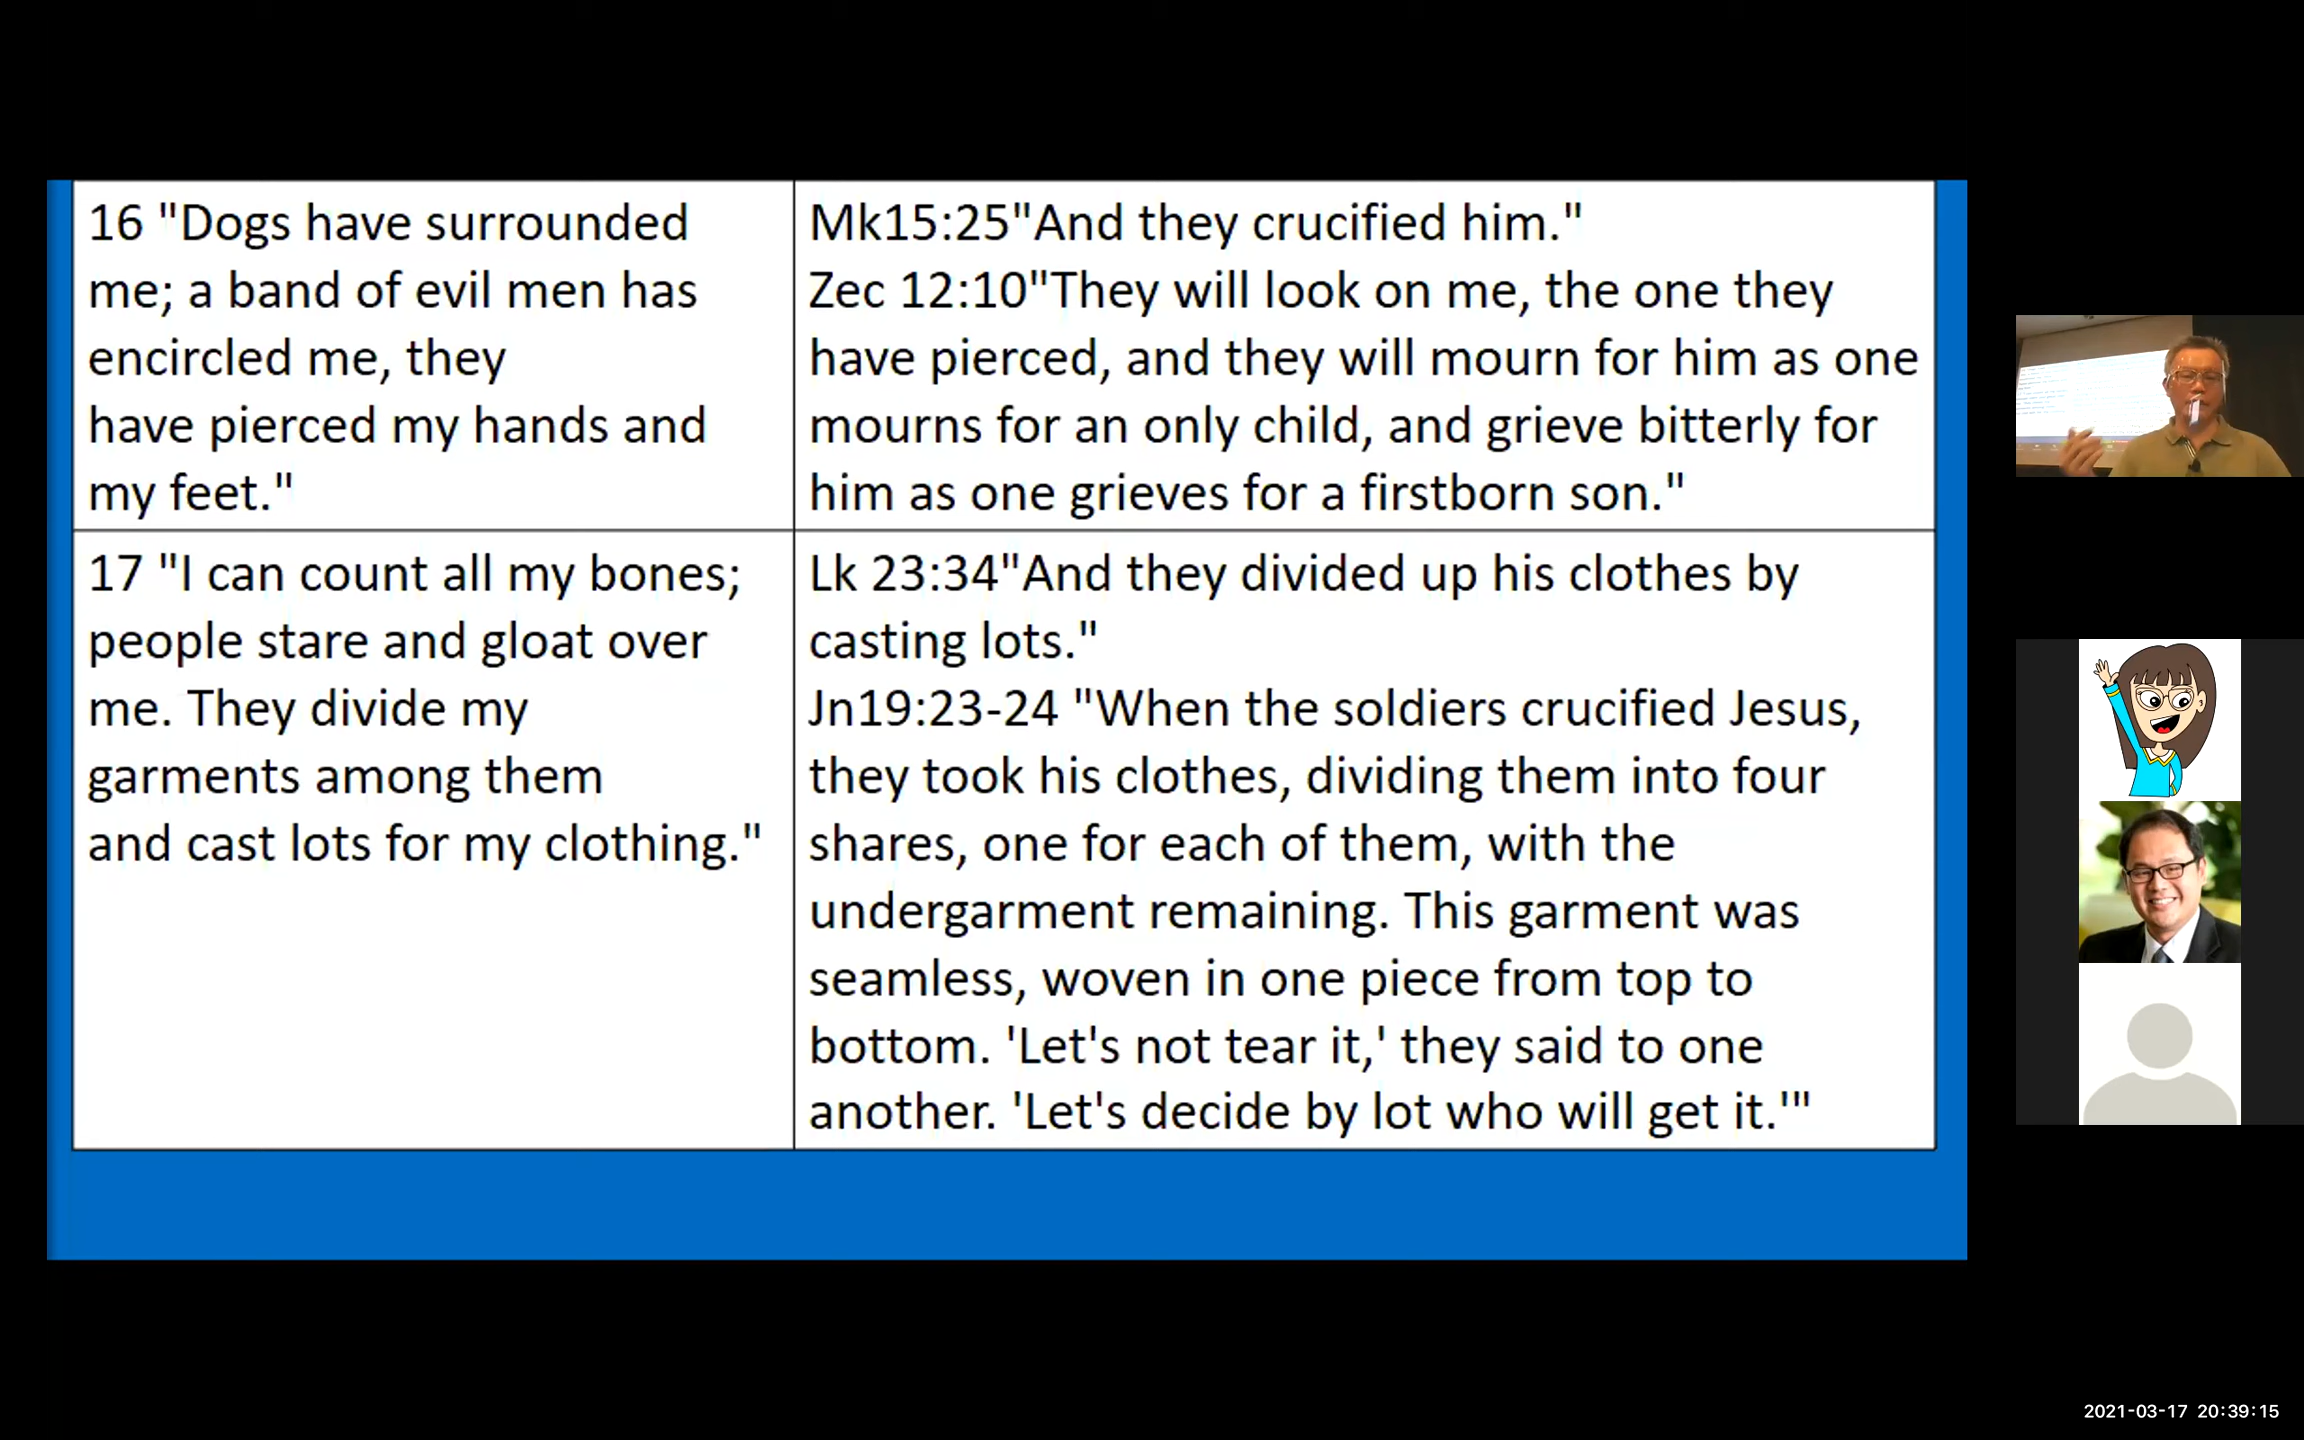 16 "Dogs have surrounded
me; a band of evil men has
encircled me, they
have pierced my hands and
my feet."
Mk15:25"And they crucified him."
Zec 12:10"They will look on me, the one they
have pierced, and they will mourn for him as one
mourns for an only child, and grieve bitterly for
him as one grieves for a firstborn son."
17 "I can count all my bones;
people stare and gloat over
me. They divide my
garments among them
and cast lots for my clothing."
Lk 23:34"And they divided up his clothes by
casting lots."
Jn19:23-24 "When the soldiers crucified Jesus,
they took his clothes, dividing them into four
shares, one for each of them, with the
undergarment remaining. This garment was
seamless, woven in one piece from top to
bottom. 'Let's not tear it,' they said to one
another. 'Let's decide by lot who will get it.'"
2021-03-17 20:39:15